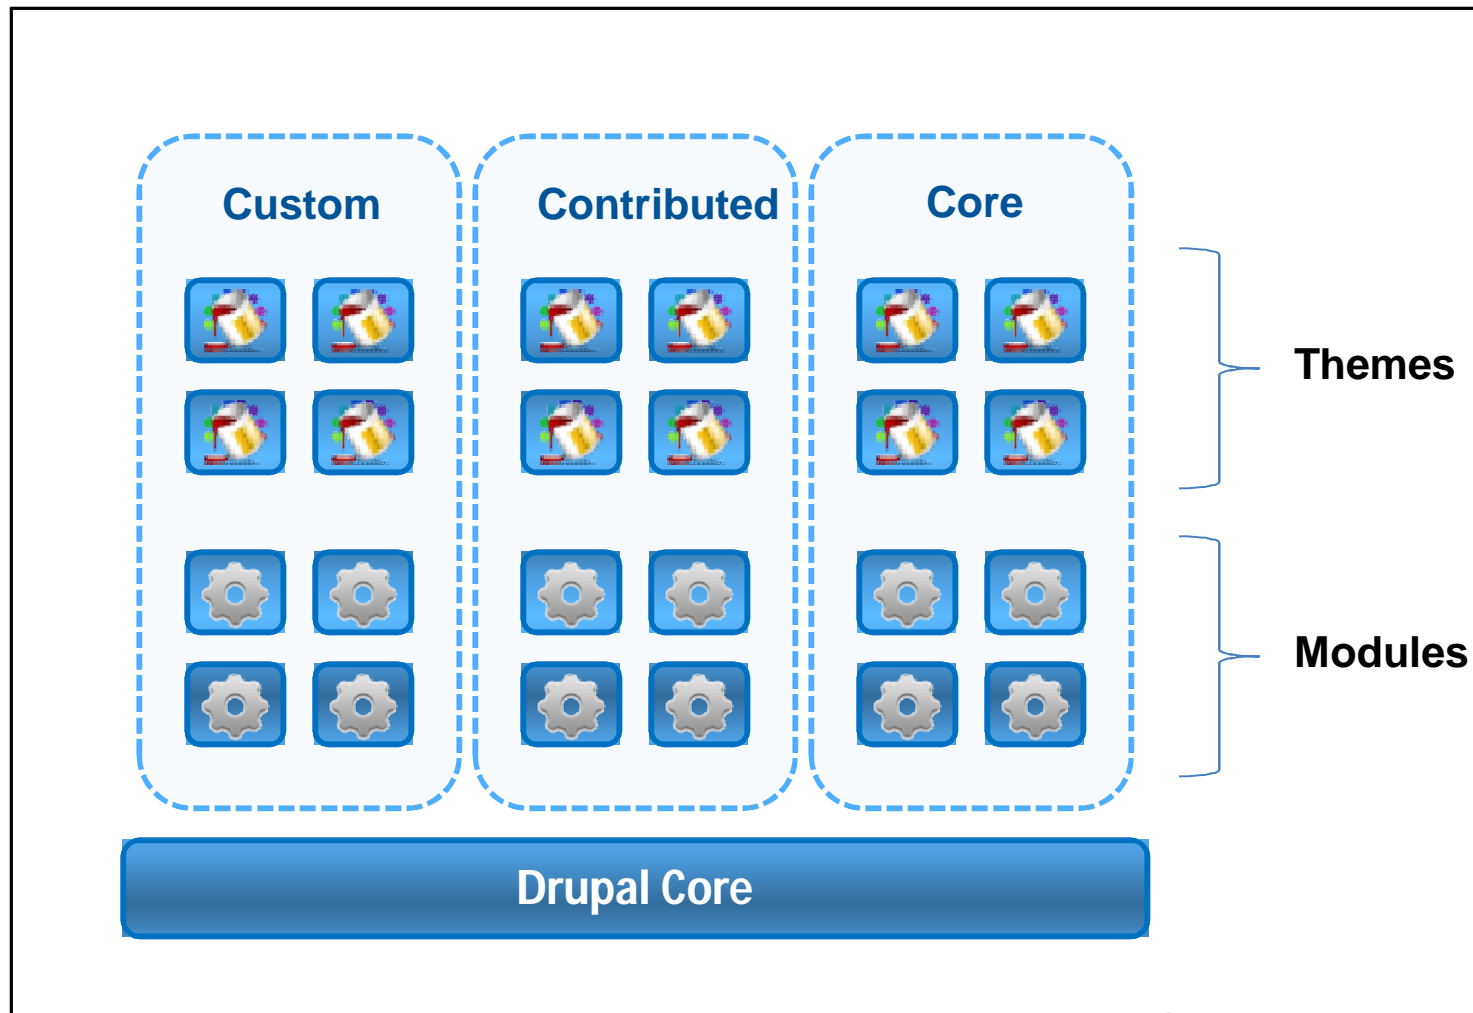 Custom
Contributed
Core
Themes
Modules
Drupal Core